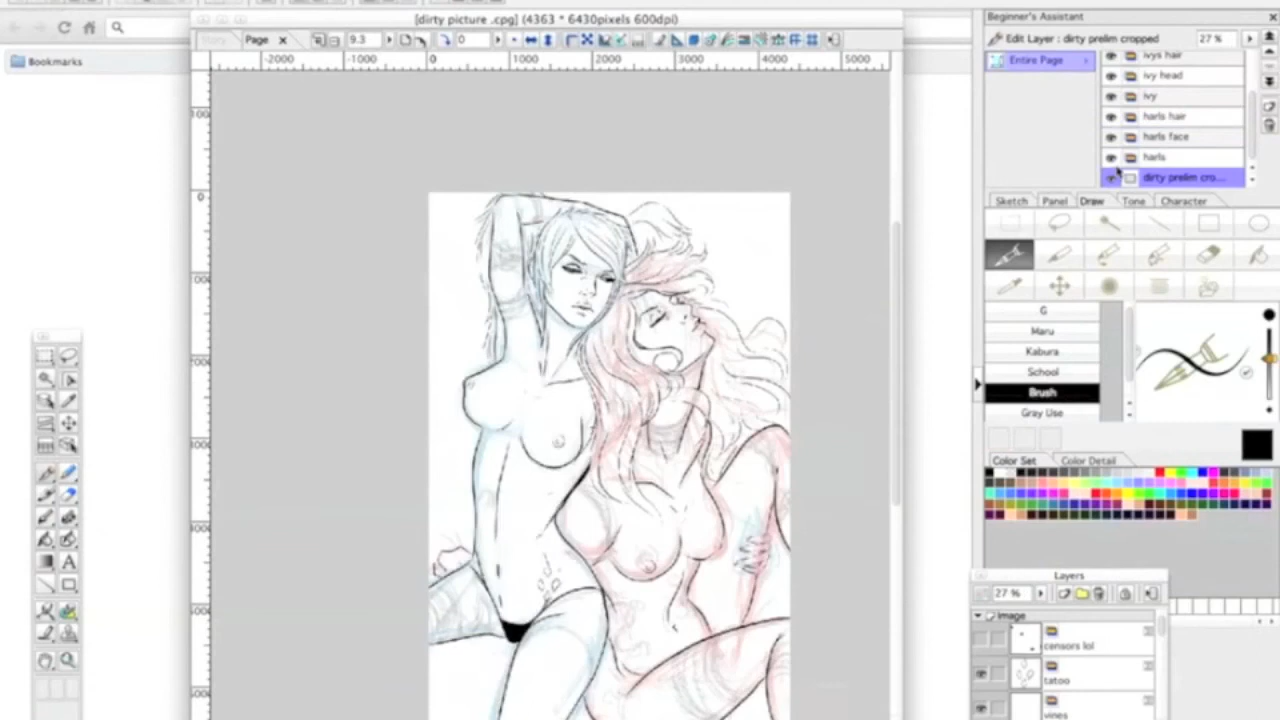 [dirty picture .cpg] (4363 * 6430pixels 600dpi)
Page
9.3
0
Bookmarks
-2000
-1000
0
1000
2000
3000
4000
5000
0
Beginner's Assistant
Edit Layer : dirty prelim cropped
27 %
Entire Page
ivys hair
ivy head
ivy
harls hair
harls face
harls
dirty prelim cro...
Sketch
Panel
Draw
Tone
Character
G
Maru
Kabura
School
Brush
Gray Use
Color Set
Color Detail
A
Layers
27 %
Image
censors lol
tatoo
vines